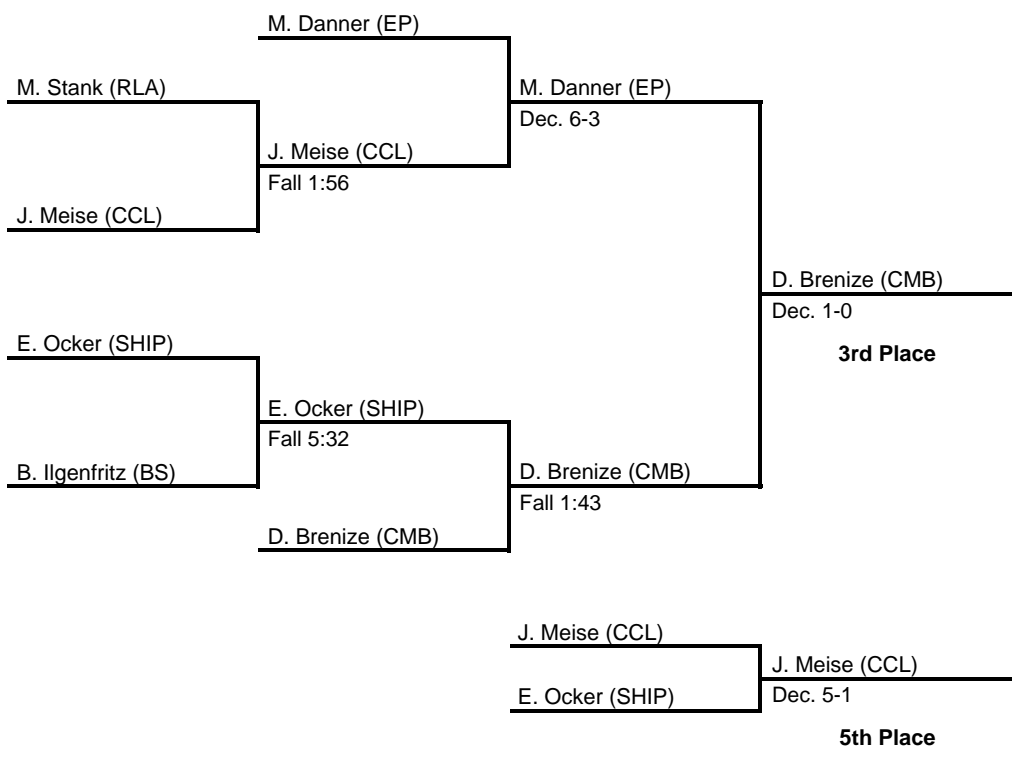 M. Danner (EP)
M. Stank (RLA)
M. Danner (EP)
Dec. 6-3
J. Meise (CCL)
Fall 1:56
J. Meise (CCL)
D. Brenize (CMB)
Dec. 1-0
3rd Place
E. Ocker (SHIP)
E. Ocker (SHIP)
Fall 5:32
B. Ilgenfritz (BS)
D. Brenize (CMB)
Fall 1:43
D. Brenize (CMB)
J. Meise (CCL)
J. Meise (CCL)
Dec. 5-1
E. Ocker (SHIP)
5th Place